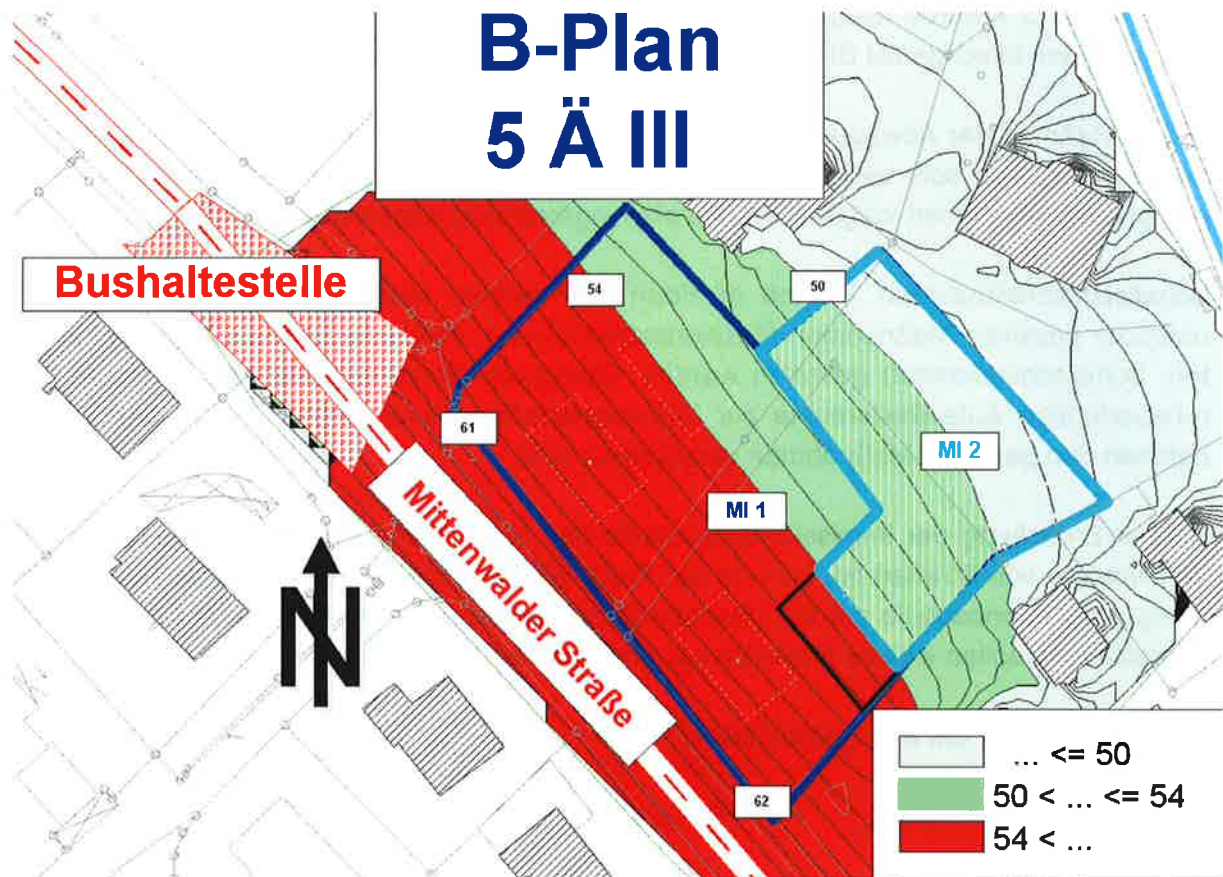 B-Plan
5 Ä III
Bushaltestelle
54
50
61
MI 2
MI 1
Mittenwalder Straße
N
62
... <= 50
50 < ... <= 54
54 < ...